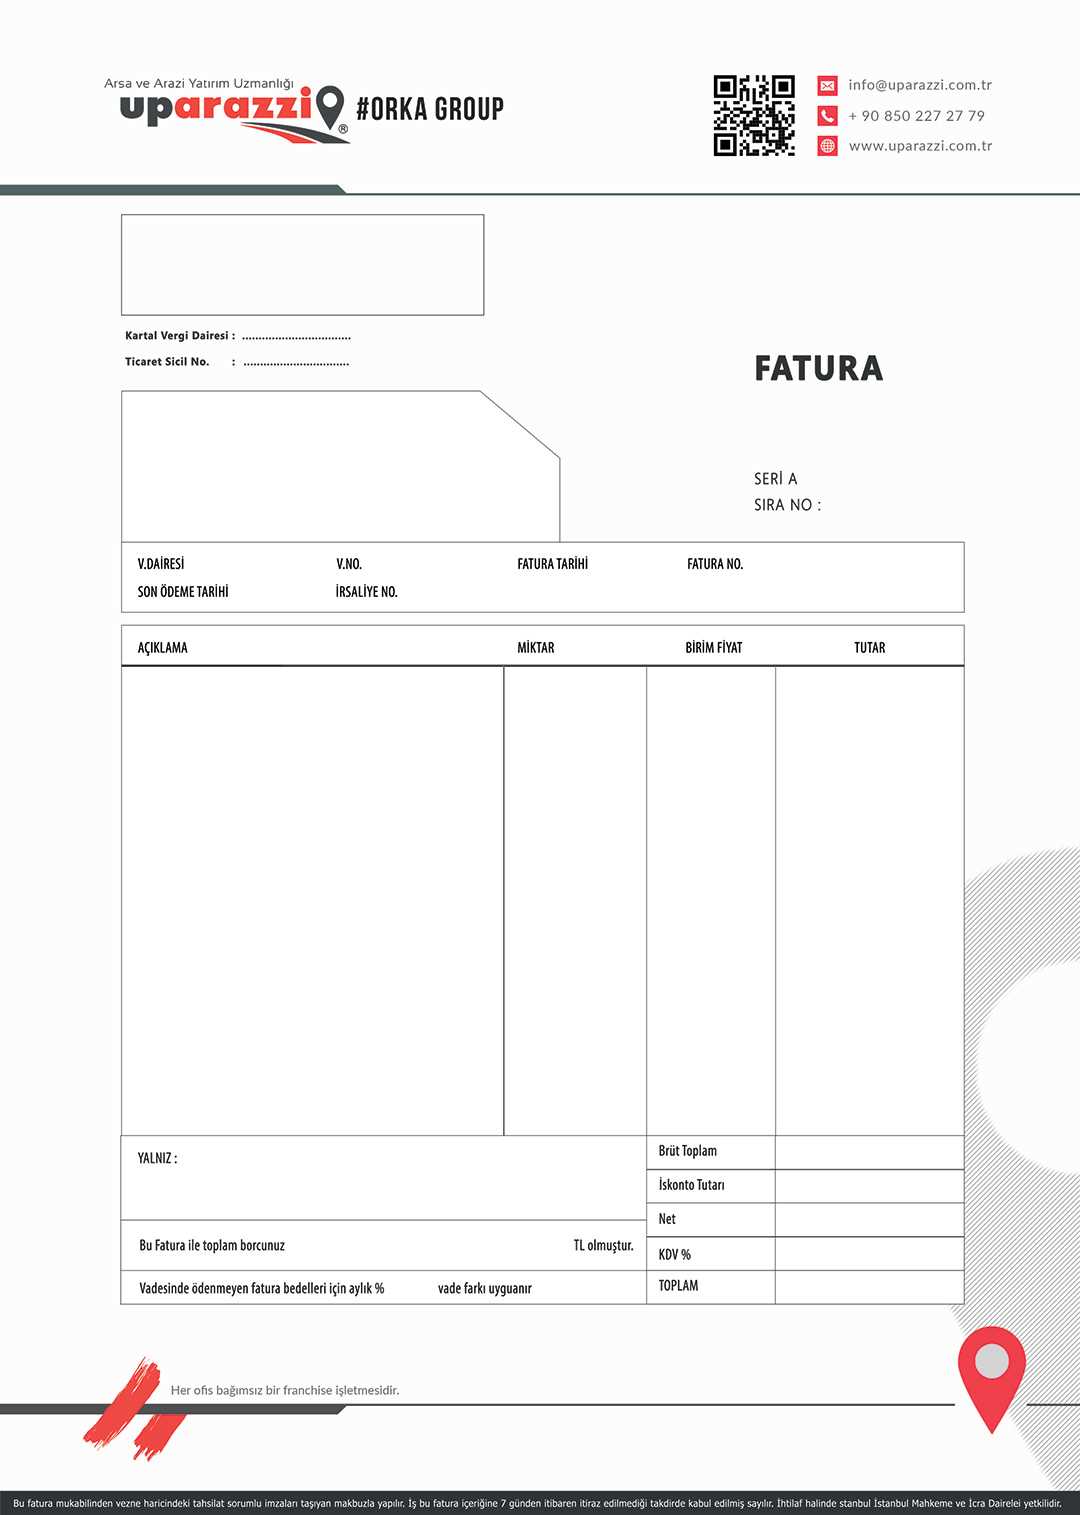 Arsa ve Arazi Yatırım Uzmanlığı
uparazzi ® #ORKA GROUP
info@uparazzi.com.tr
+ 90 850 227 27 79
www.uparazzi.com.tr
Kartal Vergi Dairesi : .................................
Ticaret Sicil No. : ................................
FATURA
SERİ A
SIRA NO :
V.DAİRESİ V.NO. FATURA TARİHİ FATURA NO.
SON ÖDEME TARİHİ İRSALİYE NO.
AÇIKLAMA MİKTAR BİRİM FİYAT TUTAR
YALNIZ :
Brüt Toplam
İskonto Tutarı
Net
Bu Fatura ile toplam borcunuz TL olmuştur.
KDV %
Vadesinde ödenmeyen fatura bedelleri için aylık % vade farkı uyguanır
TOPLAM
Her ofis bağımsız bir franchise işletmesidir.
Bu fatura mukabilinden vezne haricindeki tahsilat sorumlu imzaları taşıyan makbuzla yapılır. İş bu fatura içeriğine 7 günden itibaren itiraz edilmediği takdirde kabul edilmiş sayılır. İhtilaf halinde stanbul İstanbul Mahkeme ve İcra Dairelei yetkilidir.